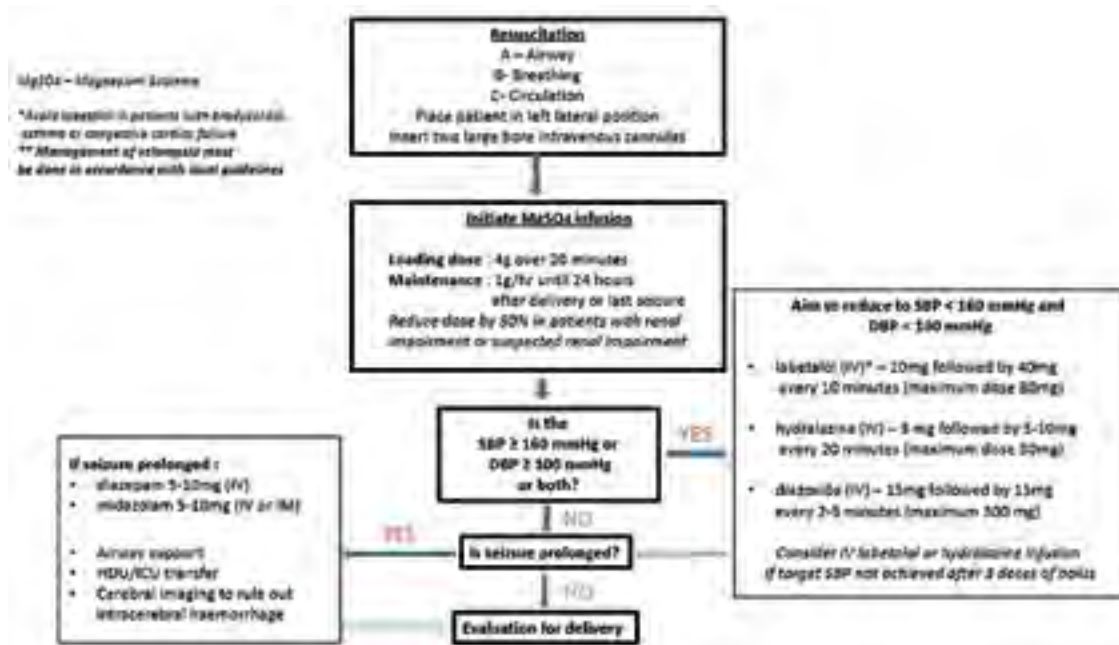 Resuscitation
A – Airway
B- Breathing
C- Circulation
Place patient in left lateral position
Insert two large bore intravenous cannulas
MgSO4 – Magnesium
*Avoid labetalol in patients with
asthma or congestive cardiac failure
** Management of eclampsia must
be done in accordance with local guidelines
Initiate MgSO4 infusion
Loading dose : 4g over 20 minutes
Maintenance : 1g/hr until 24 hours
after delivery or last seizure
Reduce dose by 50% in patients with renal
impairment or suspected renal impairment
Is the
SBP ≥ 160 mmHg or
DBP ≥ mmHg
or both?
YES
Aim to reduce to SBP < 160 mmHg and
DBP < mmHg
• labetalol (IV)* – followed by 40mg
every 10 minutes (maximum dose 80mg)
• hydralazine (IV) – 5 mg followed by 5-10mg
every 20 minutes (maximum dose)
• diazoxide (IV) – 15mg followed by 15mg
every 2-5 minutes (maximum 300 mg)
Consider IV labetalol or hydralazine infusion
if target SBP not achieved after 3 doses of bolus
NO
Is seizure prolonged?
YES
If seizure prolonged :
• diazepam 5-10mg (IV)
• midazolam 5-10mg (IV or IM)
• Airway support
• HDU/ICU transfer
• Cerebral imaging to rule out
intracerebral haemorrhage
NO
Evaluation for delivery